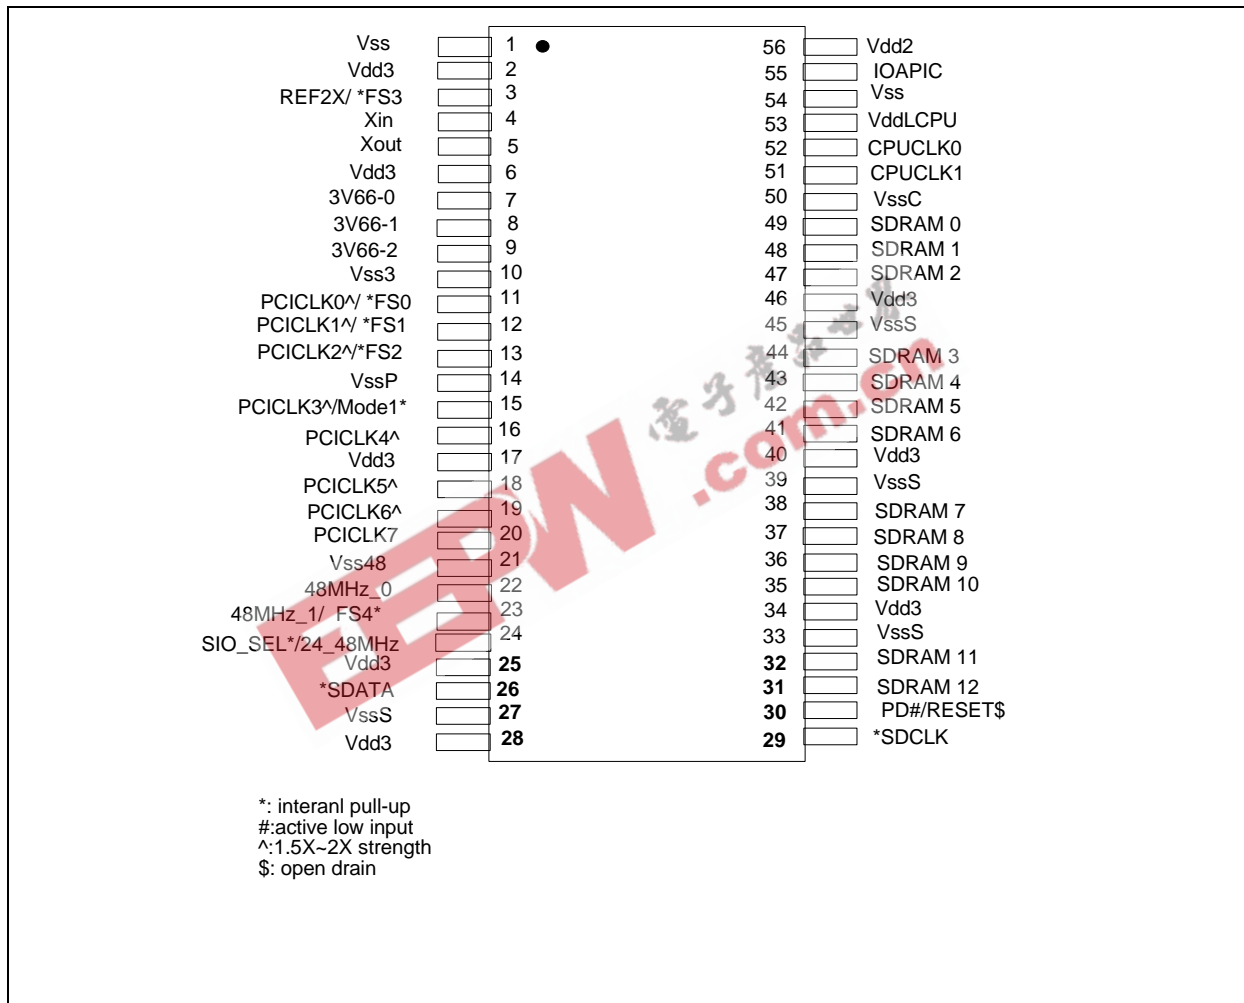 Vss 1 56 Vdd2
Vdd3 2 55 IOAPIC
REF2X/ *FS3 3 54 Vss
Xin 4 53 VddLCPU
Xout 5 52 CPUCLK0
Vdd3 6 51 CPUCLK1
3V66-0 7 50 VssC
3V66-1 8 49 SDRAM 0
3V66-2 9 48 SDRAM 1
Vss3 10 47 SDRAM 2
PCICLK0^/ *FS0 11 46 Vdd3
PCICLK1^/ *FS1 12 45 VssS
PCICLK2^/*FS2 13 44 SDRAM 3
VssP 14 43 SDRAM 4
PCICLK3^/Mode1* 15 42 SDRAM 5
PCICLK4^ 16 41 SDRAM 6
Vdd3 17 40 Vdd3
PCICLK5^ 18 39 VssS
PCICLK6^ 19 38 SDRAM 7
PCICLK7 20 37 SDRAM 8
Vss48 21 36 SDRAM 9
48MHz_0 22 35 SDRAM 10
48MHz_1/ FS4* 23 34 Vdd3
SIO_SEL*/24_48MHz 24 33 VssS
Vdd3 25 32 SDRAM 11
*SDATA 26 31 SDRAM 12
VssS 27 30 PD#/RESET$
Vdd3 28 29 *SDCLK
*: interanl pull-up
#:active low input
^:1.5X~2X strength
$: open drain
EEPW
電子産品世界
.com.cn